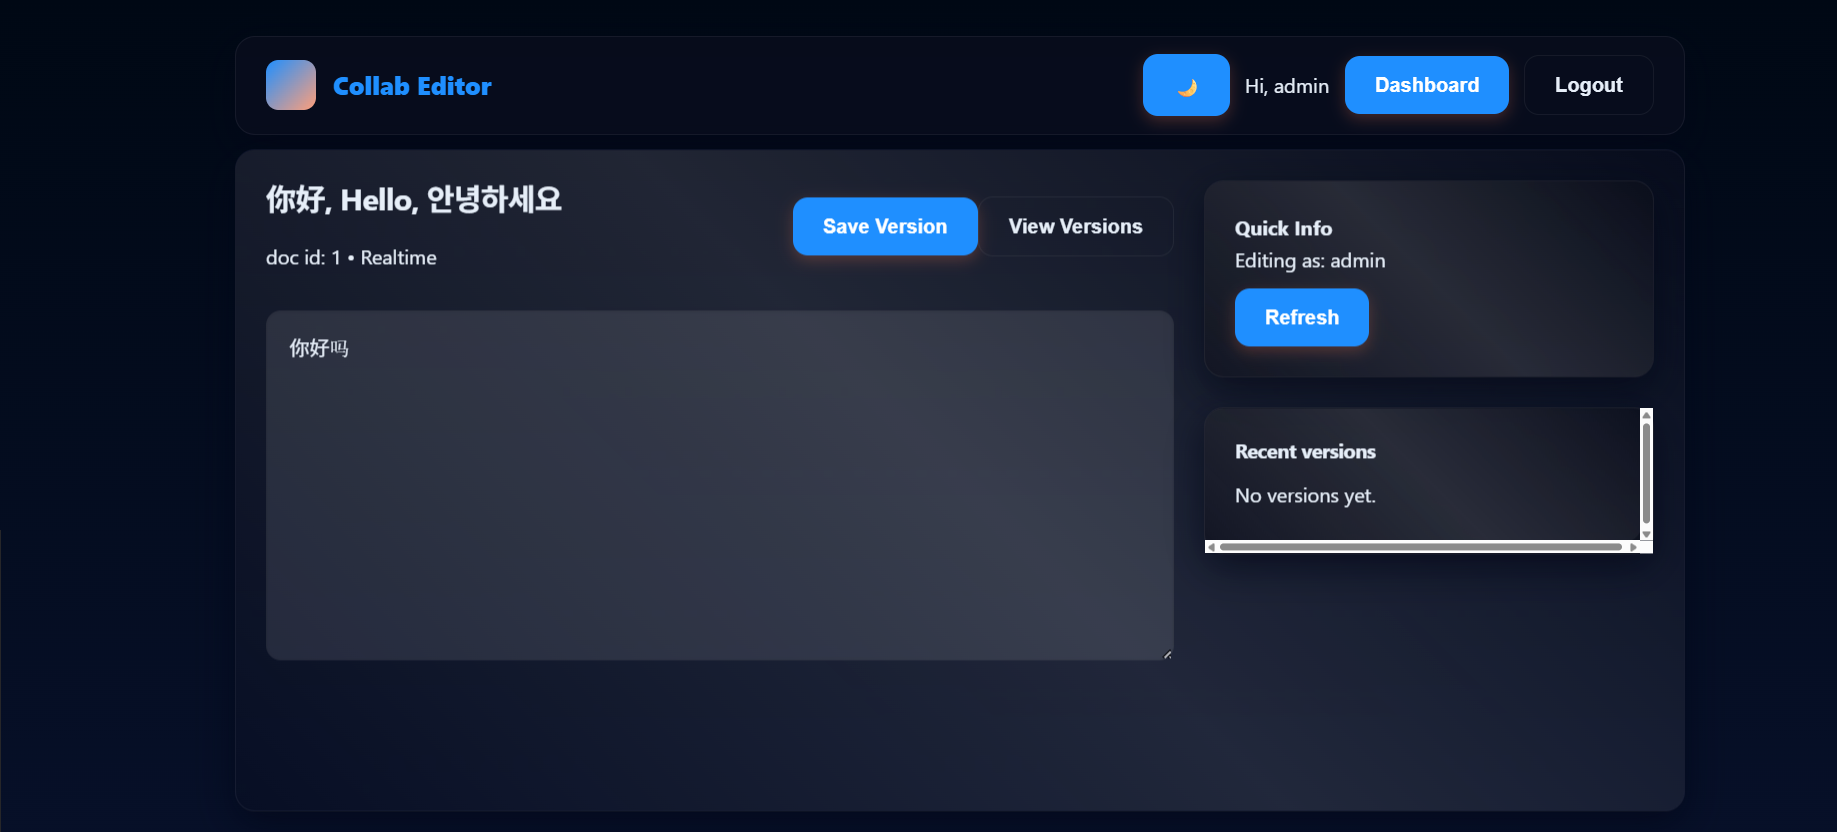 Collab Editor
Hi, admin
Dashboard
Logout
你好, Hello, 안녕하세요
doc id: 1 • Realtime
Save Version
View Versions
你好吗
Quick Info
Editing as: admin
Refresh
Recent versions
No versions yet.